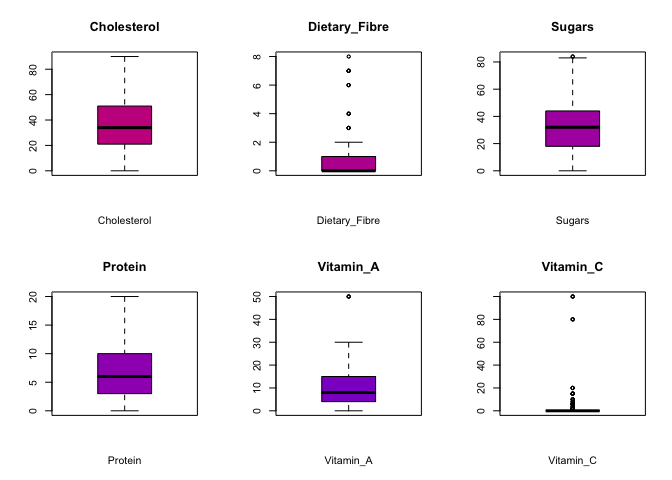 Cholesterol
0 20 40 60 80
Cholesterol
Dietary_Fibre
0 2 4 6 8
Dietary_Fibre
Sugars
0 20 40 60 80
Sugars
Protein
0 5 10 15 20
Protein
Vitamin_A
0 10 20 30 40 50
Vitamin_A
Vitamin_C
0 20 40 60 80
Vitamin_C